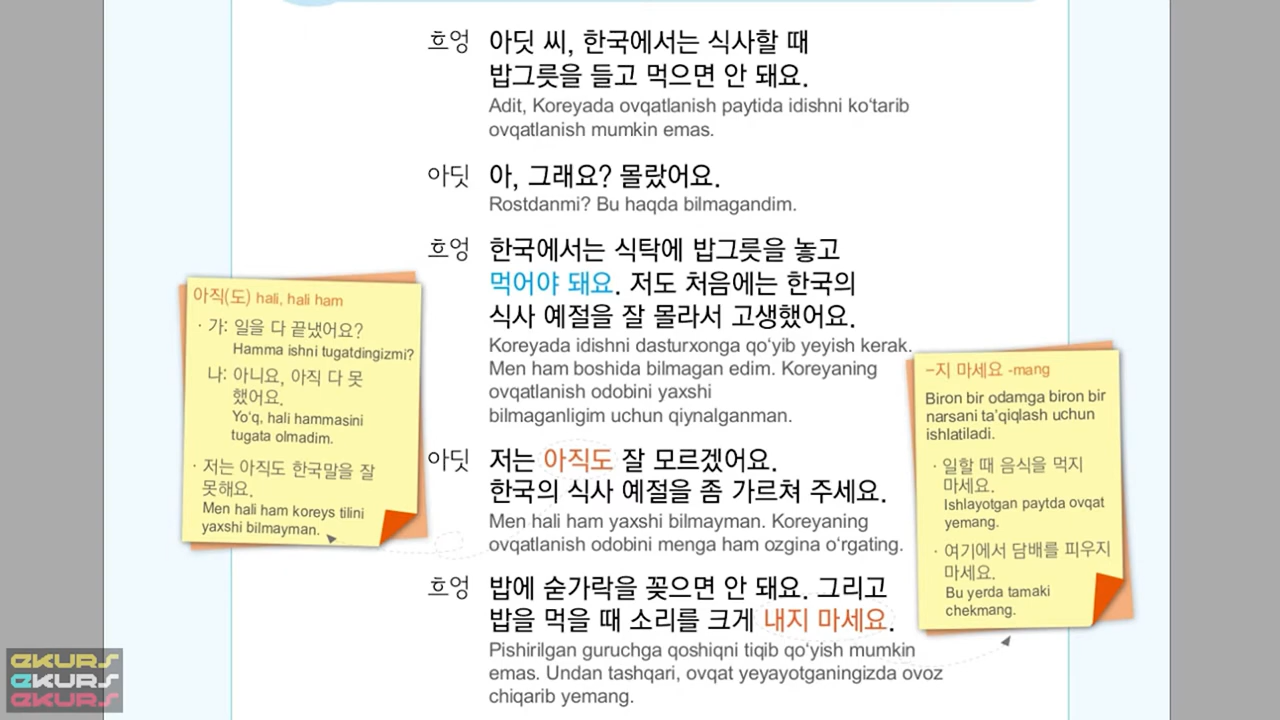 흐엉 아딧 씨, 한국에서는 식사할 때
밥그릇을 들고 먹으면 안 돼요.
Adit, Koreyada ovqatlanish paytida idishni ko‘tarib
ovqatlanish mumkin emas.
아딧 아, 그래요? 몰랐어요.
Rostdanmi? Bu haqda bilmagandim.
흐엉 한국에서는 식탁에 밥그릇을 놓고
먹어야 돼요. 저도 처음에는 한국의
식사 예절을 잘 몰라서 고생했어요.
Koreyada idishni dasturxonga qo‘yib yeyish kerak.
Men ham boshida bilmagan edim. Koreyaning
ovqatlanish odobini yaxshi
bilmaganligim uchun qiynalganman.
아딧 저는 아직도 잘 모르겠어요.
한국의 식사 예절을 좀 가르쳐 주세요.
Men hali ham yaxshi bilmayman. Koreyaning
ovqatlanish odobini menga ham ozgina o‘rgating.
흐엉 밥에 숟가락을 꽂으면 안 돼요. 그리고
밥을 먹을 때 소리를 크게 내지 마세요.
Pishirilgan guruchga qoshiqni tiqib qo‘yish mumkin
emas. Undan tashqari, ovqat yeyayotganingizda ovoz
chiqarib yemang.
아직(도) hali, hali ham
· 가: 일을 다 끝냈어요?
Hamma ishni tugatdingizmi?
나: 아니요, 아직 다 못
했어요.
Yo‘q, hali hammasini
tugata olmadim.
· 저는 아직도 한국말을 잘
못해요.
Men hali ham koreys tilini
yaxshi bilmayman.
–지 마세요 -mang
Biron bir odamga biron bir
narsani ta’qiqlash uchun
ishlatiladi.
· 일할 때 음식을 먹지
마세요.
Ishlayotgan paytda ovqat
yemang.
· 여기에서 담배를 피우지
마세요.
Bu yerda tamaki
chekmang.
eKURS
eKURS
eKURS